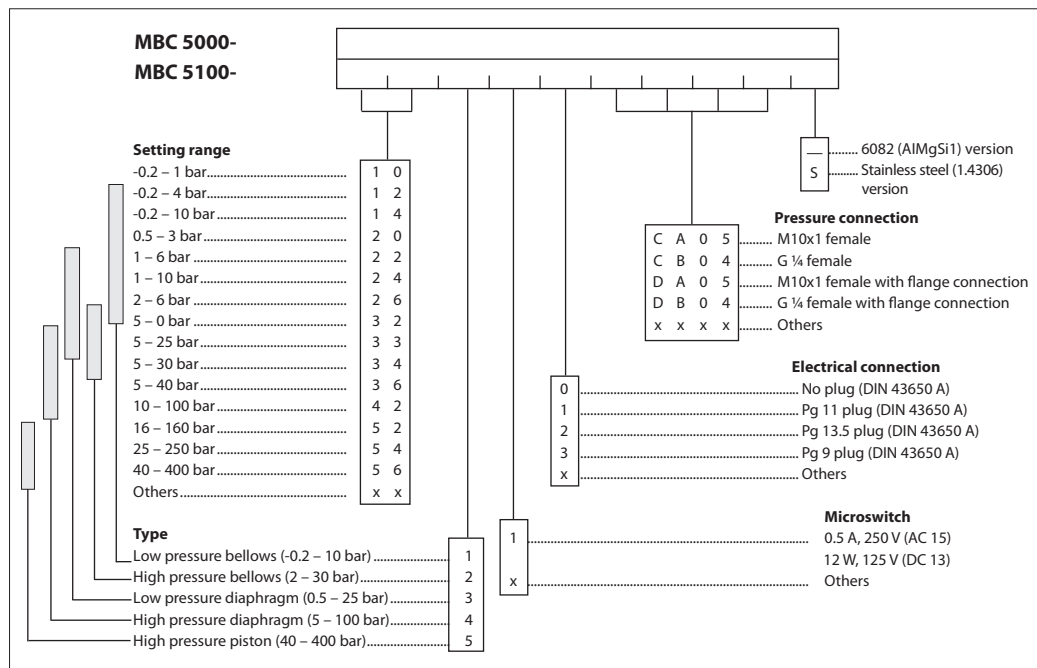 MBC 5000-
MBC 5100-
Setting range
-0.2 – 1 bar 1 0
-0.2 – 4 bar 1 2
-0.2 – 10 bar 1 4
0.5 – 3 bar 2 0
1 – 6 bar 2 2
1 – 10 bar 2 4
2 – 6 bar 2 6
5 – 0 bar 3 2
5 – 25 bar 3 3
5 – 30 bar 3 4
5 – 40 bar 3 6
10 – 100 bar 4 2
16 – 160 bar 5 2
25 – 250 bar 5 4
40 – 400 bar 5 6
Others x x
Type
Low pressure bellows (-0.2 – 10 bar) 1
High pressure bellows (2 – 30 bar) 2
Low pressure diaphragm (0.5 – 25 bar) 3
High pressure diaphragm (5 – 100 bar) 4
High pressure piston (40 – 400 bar) 5
— 6082 (AlMgSi1) version
S Stainless steel (1.4306)
version
Pressure connection
C A 0 5 M10x1 female
C B 0 4 G ¼ female
D A 0 5 M10x1 female with flange connection
D B 0 4 G ¼ female with flange connection
x x x x Others
Electrical connection
0 No plug (DIN 43650 A)
1 Pg 11 plug (DIN 43650 A)
2 Pg 13.5 plug (DIN 43650 A)
3 Pg 9 plug (DIN 43650 A)
x Others
Microswitch
1 0.5 A, 250 V (AC 15)
12 W, 125 V (DC 13)
x Others